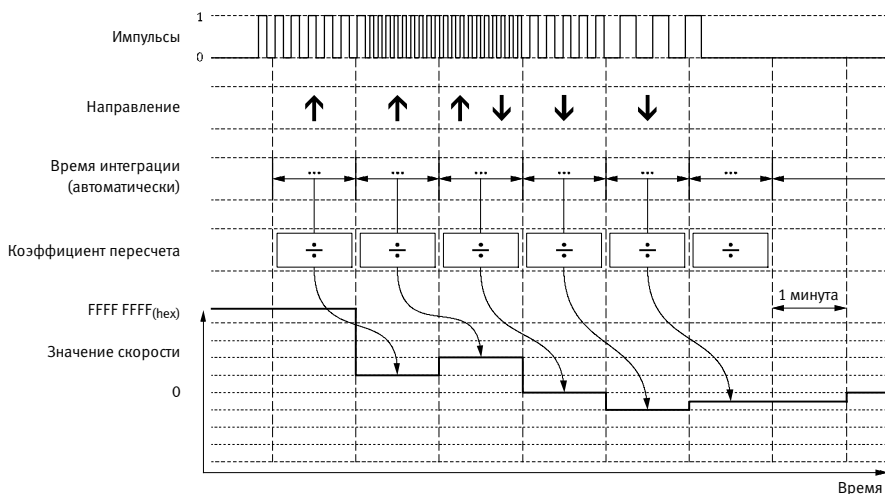 1
Импульсы
0
Направление
Время интеграции
(автоматически)
... ... ... ... ... ...
Коэффициент пересчета
÷ ÷ ÷ ÷ ÷ ÷
1 минута
FFFF FFFF(hex)
Значение скорости
0
Время